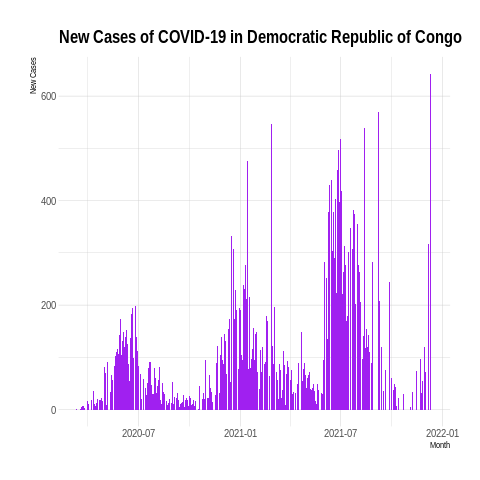 New Cases of COVID-19 in Democratic Republic of Congo
New Cases
600
400
200
0
2020-07
2021-01
2021-07
2022-01
Month